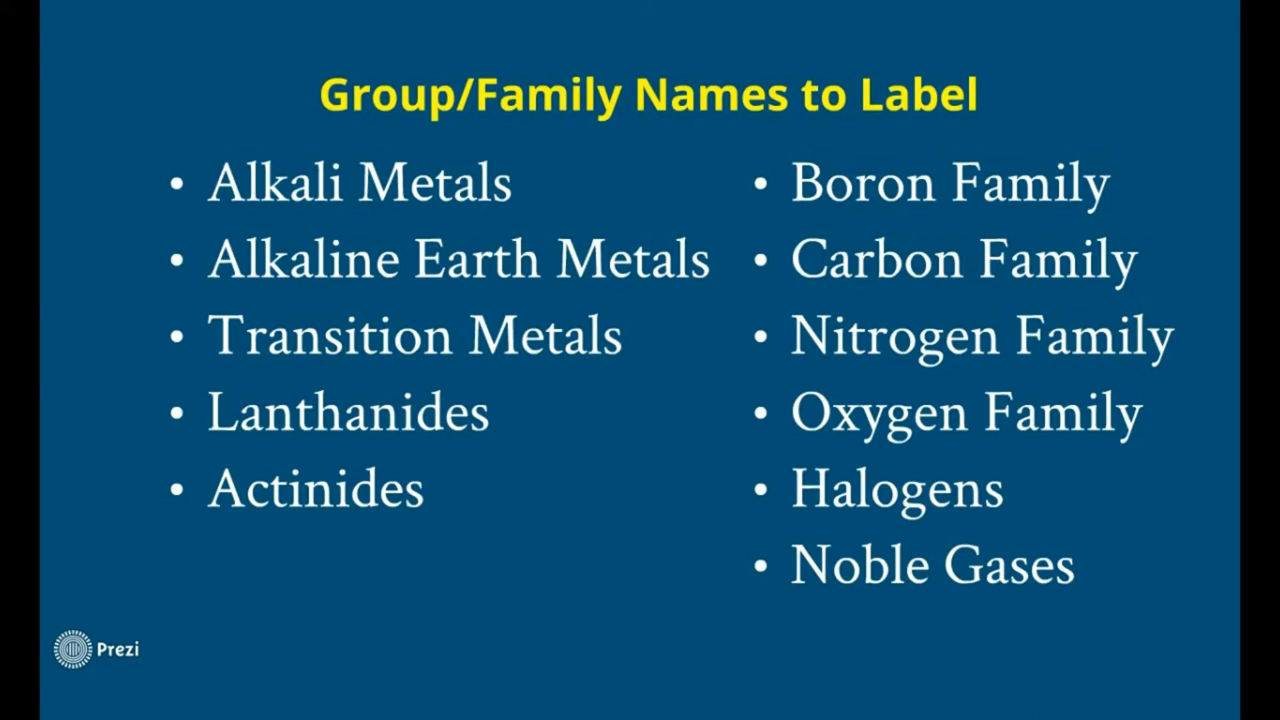 Group/Family Names to Label
• Alkali Metals
• Alkaline Earth Metals
• Transition Metals
• Lanthanides
• Actinides
• Boron Family
• Carbon Family
• Nitrogen Family
• Oxygen Family
• Halogens
• Noble Gases
Prezi